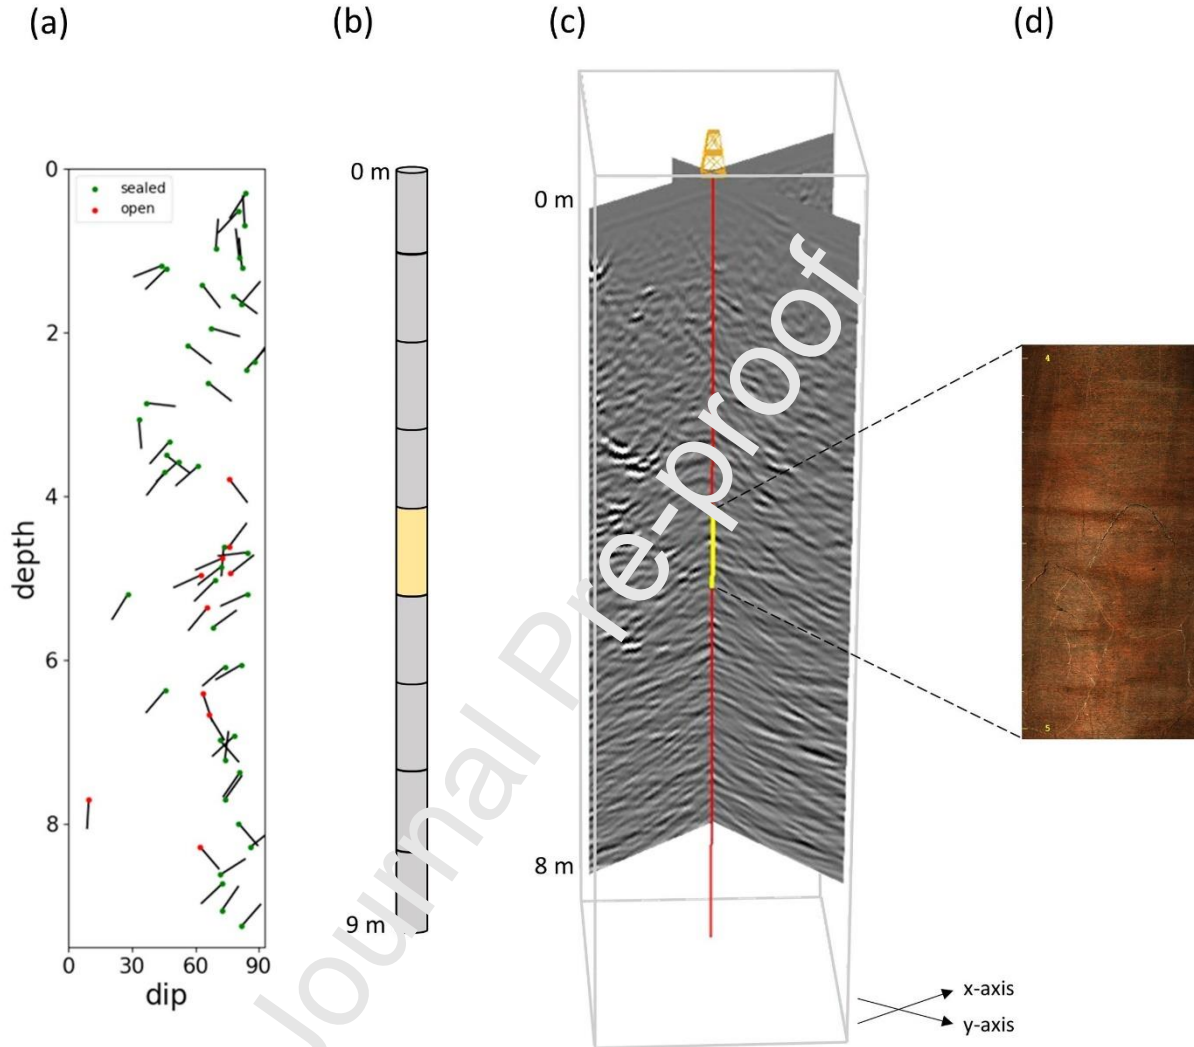 (a)
(b)
(c)
(d)
0
2
4
6
8
depth
sealed
open
0 30 60 90
dip
0 m
9 m
0 m
8 m
4
5
x-axis
y-axis
Journal Pre-proof